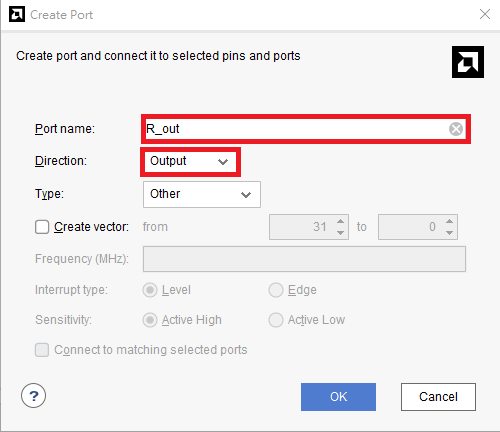 Create Port
Create port and connect it to selected pins and ports
Port name: R_out
Direction: Output
Type: Other
Create vector: from 31 to 0
Frequency (MHz):
Interrupt type: Level Edge
Sensitivity: Active High Active Low
Connect to matching selected ports
? OK Cancel